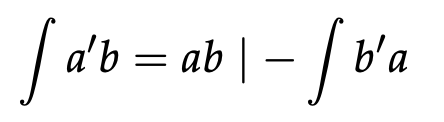 ∫ a′b = ab | − ∫ b′a